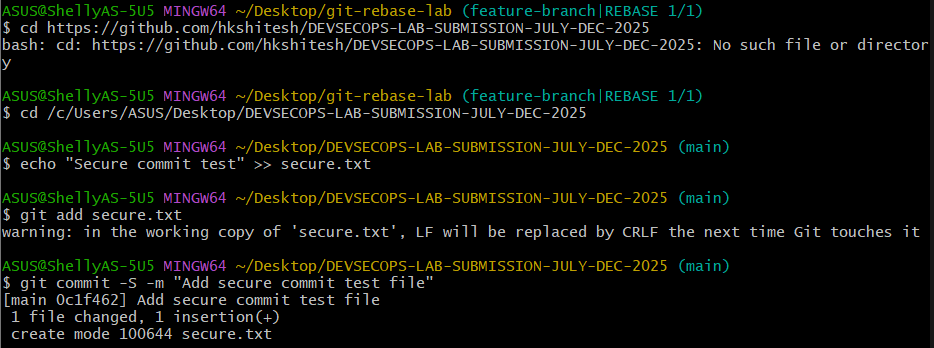 ASUS@ShellyAS-5U5 MINGW64 ~/Desktop/git-rebase-lab (feature-branch|REBASE 1/1)
$ cd https://github.com/hkshitesh/DEVSECOPS-LAB-SUBMISSION-JULY-DEC-2025
bash: cd: https://github.com/hkshitesh/DEVSECOPS-LAB-SUBMISSION-JULY-DEC-2025: No such file or director
y
ASUS@ShellyAS-5U5 MINGW64 ~/Desktop/git-rebase-lab (feature-branch|REBASE 1/1)
$ cd /c/Users/ASUS/Desktop/DEVSECOPS-LAB-SUBMISSION-JULY-DEC-2025
ASUS@ShellyAS-5U5 MINGW64 ~/Desktop/DEVSECOPS-LAB-SUBMISSION-JULY-DEC-2025 (main)
$ echo "Secure commit test" >> secure.txt
ASUS@ShellyAS-5U5 MINGW64 ~/Desktop/DEVSECOPS-LAB-SUBMISSION-JULY-DEC-2025 (main)
$ git add secure.txt
warning: in the working copy of 'secure.txt', LF will be replaced by CRLF the next time Git touches it
ASUS@ShellyAS-5U5 MINGW64 ~/Desktop/DEVSECOPS-LAB-SUBMISSION-JULY-DEC-2025 (main)
$ git commit -S -m "Add secure commit test file"
[main 0c1f462] Add secure commit test file
 1 file changed, 1 insertion(+)
 create mode 100644 secure.txt